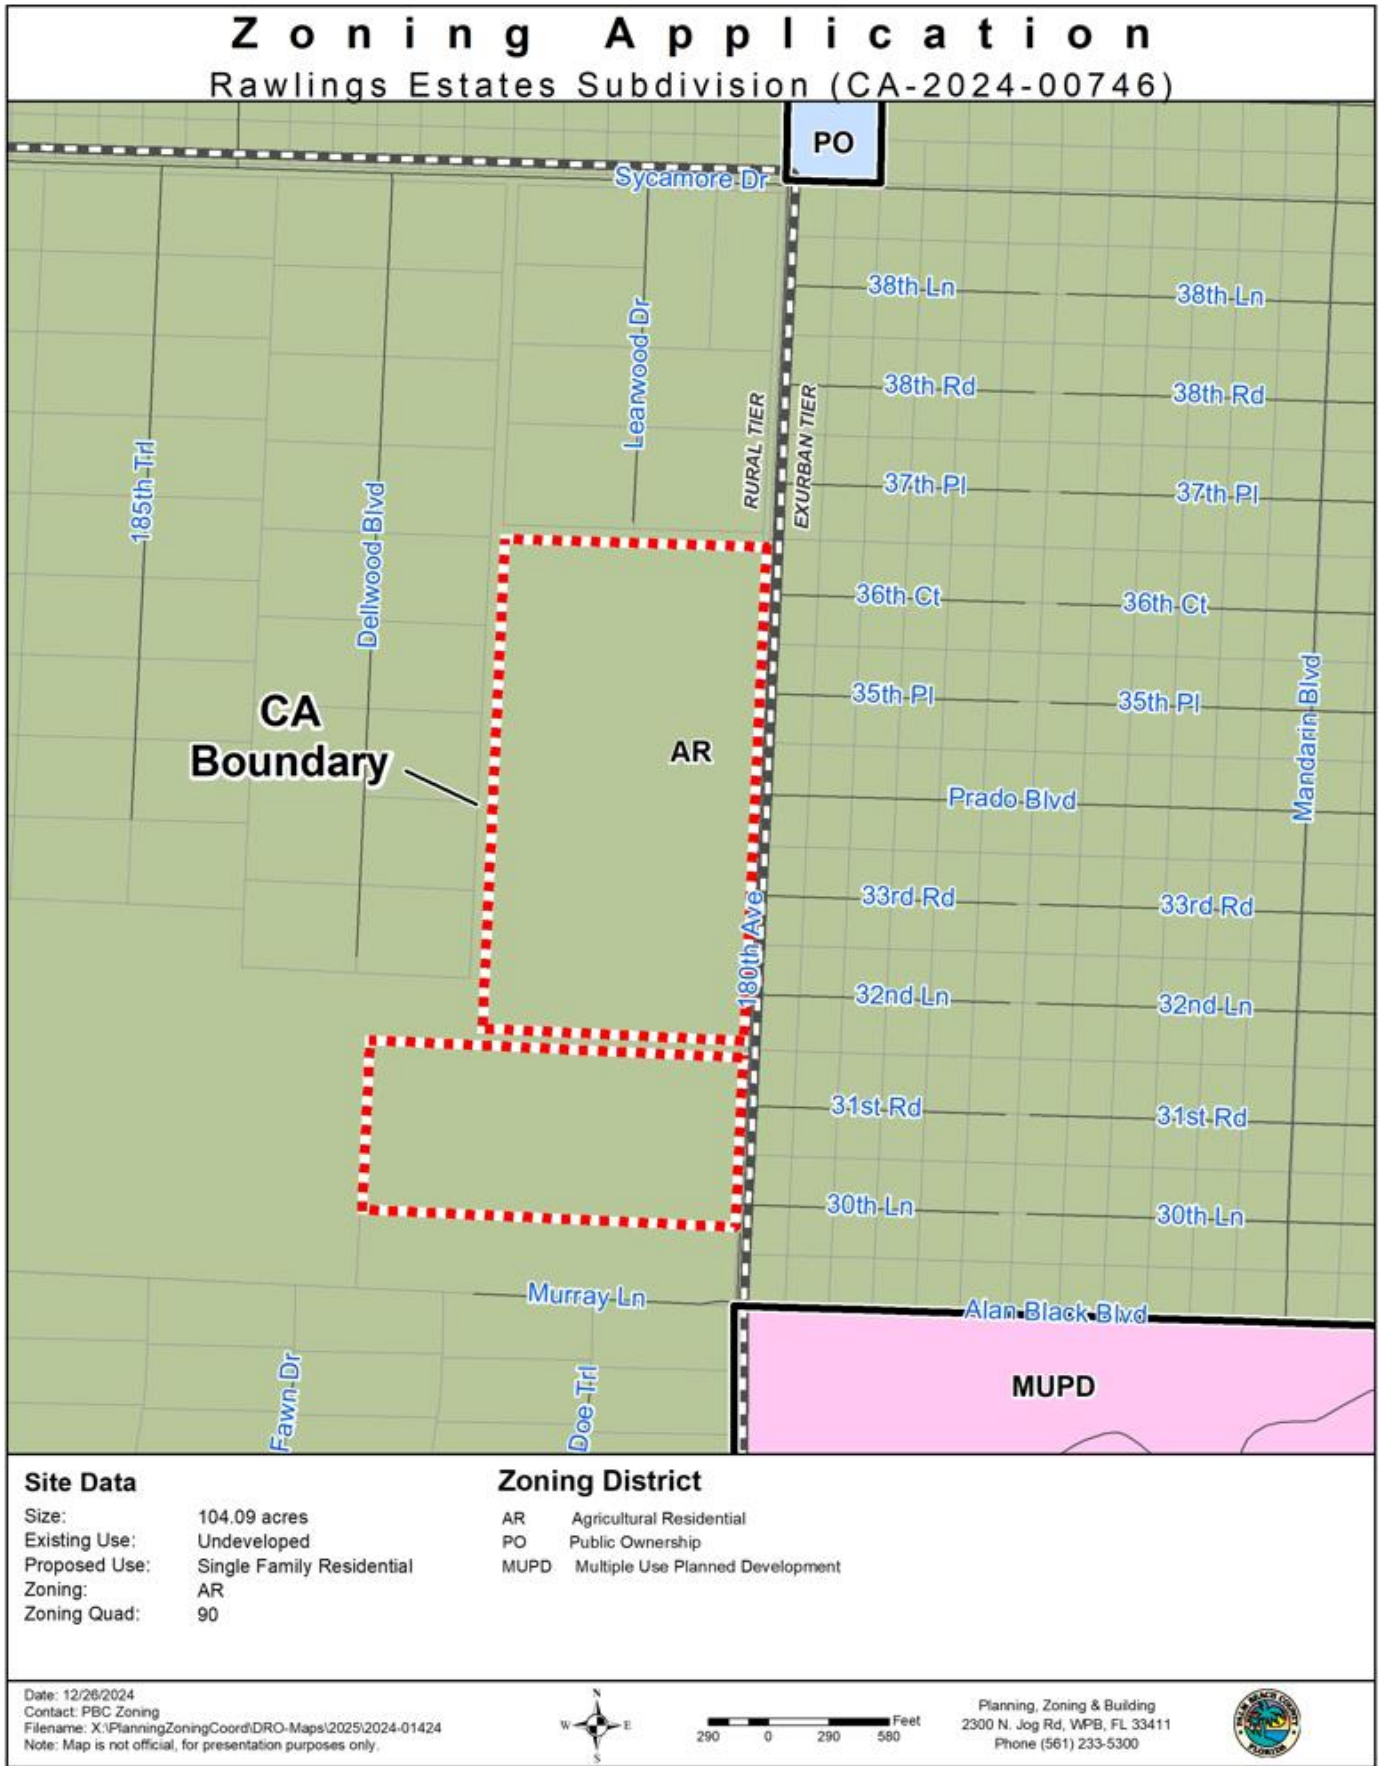 Zoning Application
Rawlings Estates Subdivision (CA-2024-00746)
PO
Sycamore Dr
38th Ln
38th Ln
Learwood Dr
38th Rd
38th Rd
RURAL TIER
EXURBAN TIER
37th Pl
37th Pl
185th Trl
Dellwood Blvd
36th Ct
36th Ct
35th Pl
35th Pl
Mandarin Blvd
CA
Boundary
AR
Prado Blvd
33rd Rd
33rd Rd
180th Ave
32nd Ln
32nd Ln
31st Rd
31st Rd
30th Ln
30th Ln
Murray Ln
Alan Black Blvd
MUPD
Fawn Dr
Doe Trl
Site Data
Size: 104.09 acres
Existing Use: Undeveloped
Proposed Use: Single Family Residential
Zoning: AR
Zoning Quad: 90
Zoning District
AR Agricultural Residential
PO Public Ownership
MUPD Multiple Use Planned Development
Date: 12/26/2024
Contact: PBC Zoning
Filename: X:\PlanningZoningCoord\DRO-Maps\2025\2024-01424
Note: Map is not official, for presentation purposes only.
N
W E
S
Feet
290 0 290 580
Planning, Zoning & Building
2300 N. Jog Rd, WPB, FL 33411
Phone (561) 233-5300
PALM BEACH COUNTY
FLORIDA